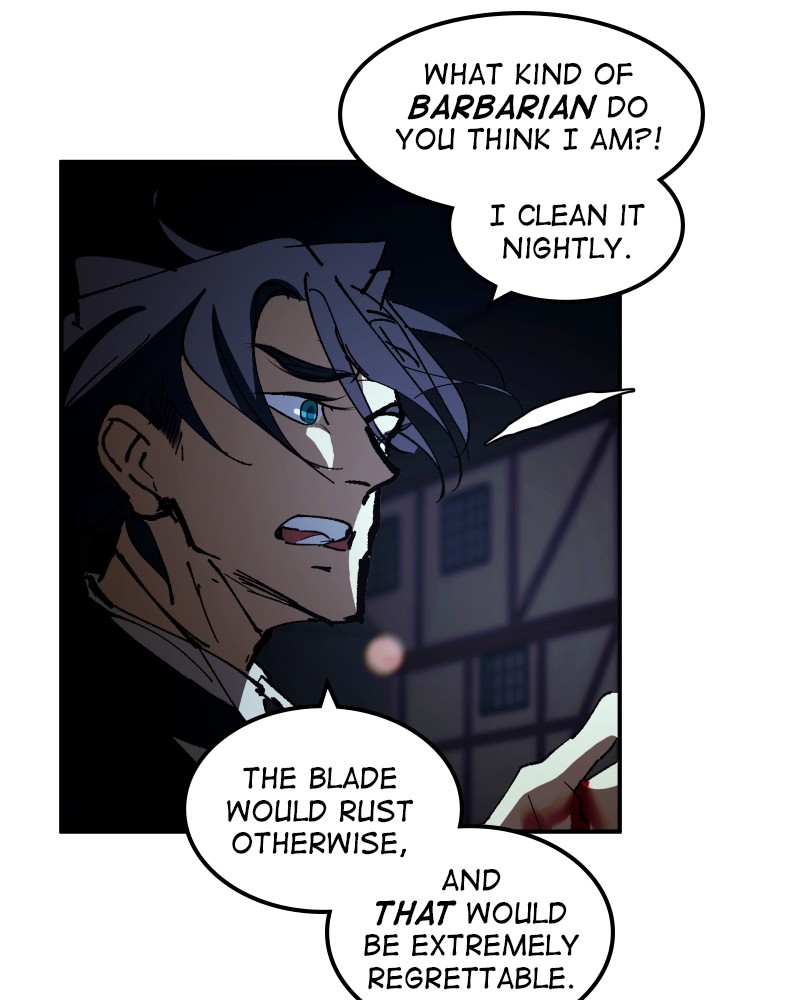 WHAT KIND OF
BARBARIAN DO
YOU THINK I AM?!
I CLEAN IT
NIGHTLY.
THE BLADE
WOULD RUST
OTHERWISE,
AND
THAT WOULD
BE EXTREMELY
REGRETTABLE.